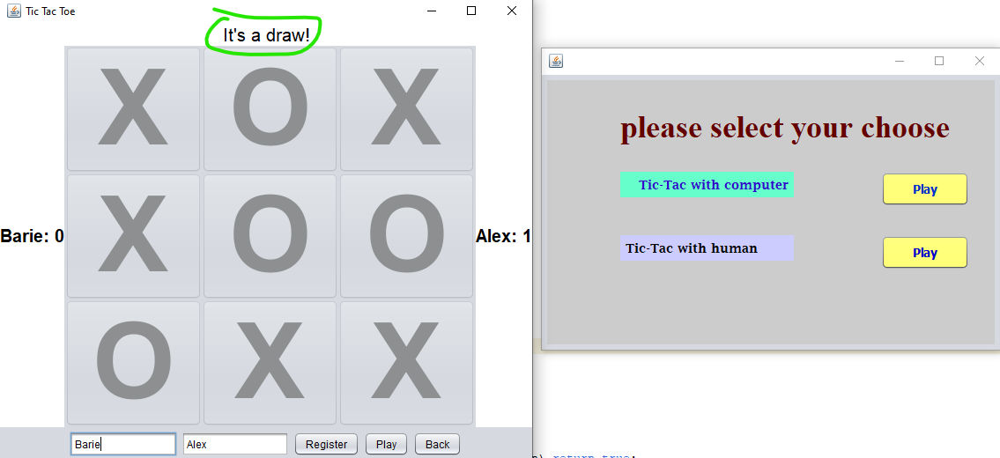 Tic Tac Toe
It's a draw!
X O X
X O O
O X X
Barie: 0
Alex: 1
Barie
Alex
Register
Play
Back
please select your choose
Tic-Tac with computer
Play
Tic-Tac with human
Play
return true;